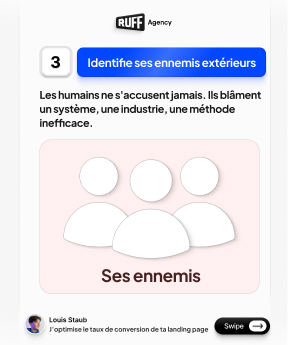 RUFF Agency
3
Identifie ses ennemis extérieurs
Les humains ne s'accusent jamais. Ils blâment
un système, une industrie, une méthode
inefficace.
Ses ennemis
Louis Staub
J'optimise le taux de conversion de ta landing page
Swipe